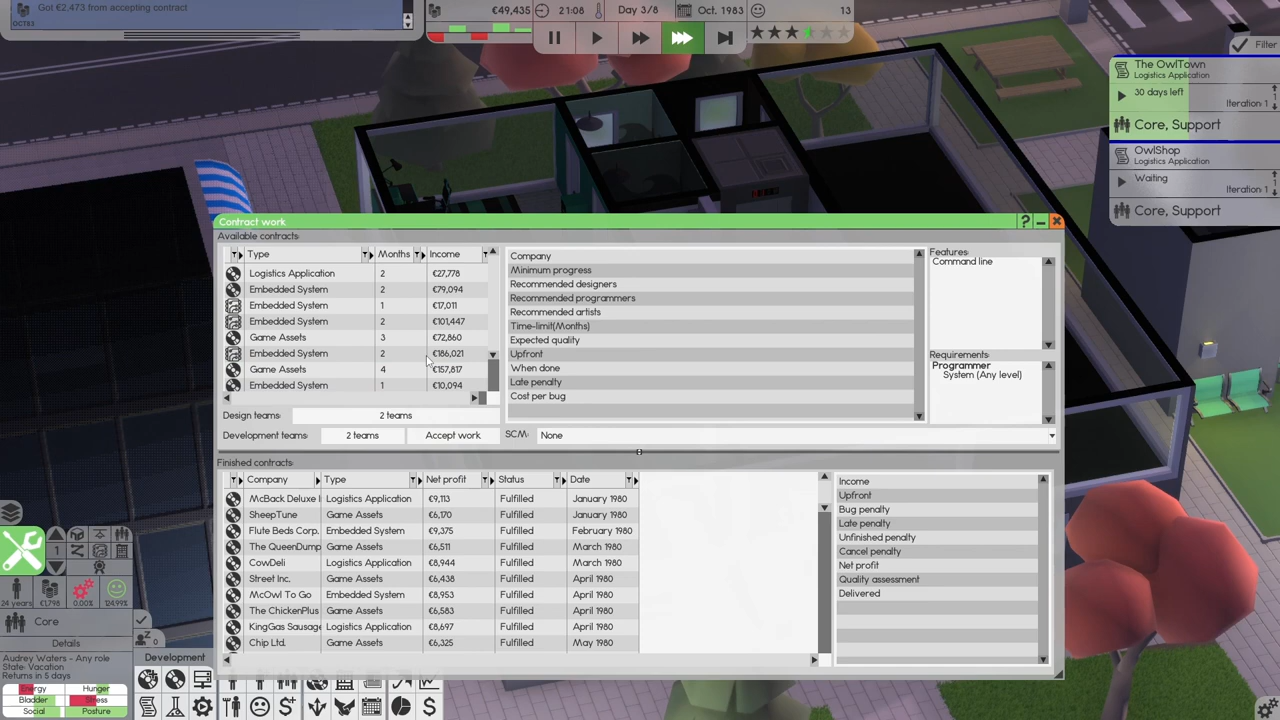 Got €2,473 from accepting contract
OCT83
€49,435
21:08
Day 3/8
Oct, 1983
13
Filter
The OwlTown
Logistics Application
30 days left
1
Iteration 1
Core, Support
OwlShop
Logistics Application
Waiting
1
Iteration 1
Core, Support
Contract work
?
Available contracts:
Type Months Income
Logistics Application 2 €27,778
Embedded System 2 €79,094
Embedded System 1 €17,011
Embedded System 2 €101,447
Game Assets 3 €72,860
Embedded System 2 €186,021
Game Assets 4 €157,817
Embedded System 1 €10,094
Company
Minimum progress
Recommended designers
Recommended programmers
Recommended artists
Time-limit(Months)
Expected quality
Upfront
When done
Late penalty
Cost per bug
Features:
Command line
Requirements:
Programmer
System (Any level)
Design teams: 2 teams
Development teams: 2 teams Accept work SCM: None
Finished contracts:
Company Type Net profit Status Date
McBack Deluxe Logistics Application €9,113 Fulfilled January 1980
SheepTune Game Assets €6,170 Fulfilled January 1980
Flute Beds Corp. Embedded System €9,375 Fulfilled February 1980
The QueenDump Game Assets €6,511 Fulfilled March 1980
CowDeli Logistics Application €8,944 Fulfilled March 1980
Street Inc. Game Assets €6,438 Fulfilled April 1980
McOwl To Go Embedded System €8,953 Fulfilled April 1980
The ChickenPlus Game Assets €6,583 Fulfilled April 1980
KingGas Sausage Logistics Application €8,697 Fulfilled April 1980
Chip Ltd. Game Assets €6,325 Fulfilled May 1980
Income
Upfront
Bug penalty
Late penalty
Unfinished penalty
Cancel penalty
Net profit
Quality assessment
Delivered
1
24 years €1,798 0.00% 124.99%
Core
Details
Audrey Waters - Any role
State: Vacation
Returns in 5 days
Energy Hunger
Bladder Stress
Social Posture
0
Development